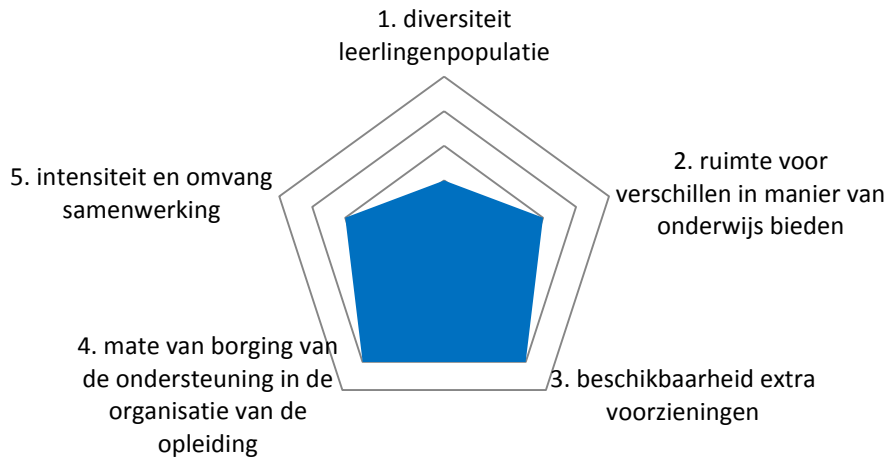 1. diversiteit
leerlingenpopulatie
2. ruimte voor
verschillen in manier van
onderwijs bieden
3. beschikbaarheid extra
voorzieningen
4. mate van borging van
de ondersteuning in de
organisatie van de
opleiding
5. intensiteit en omvang
samenwerking